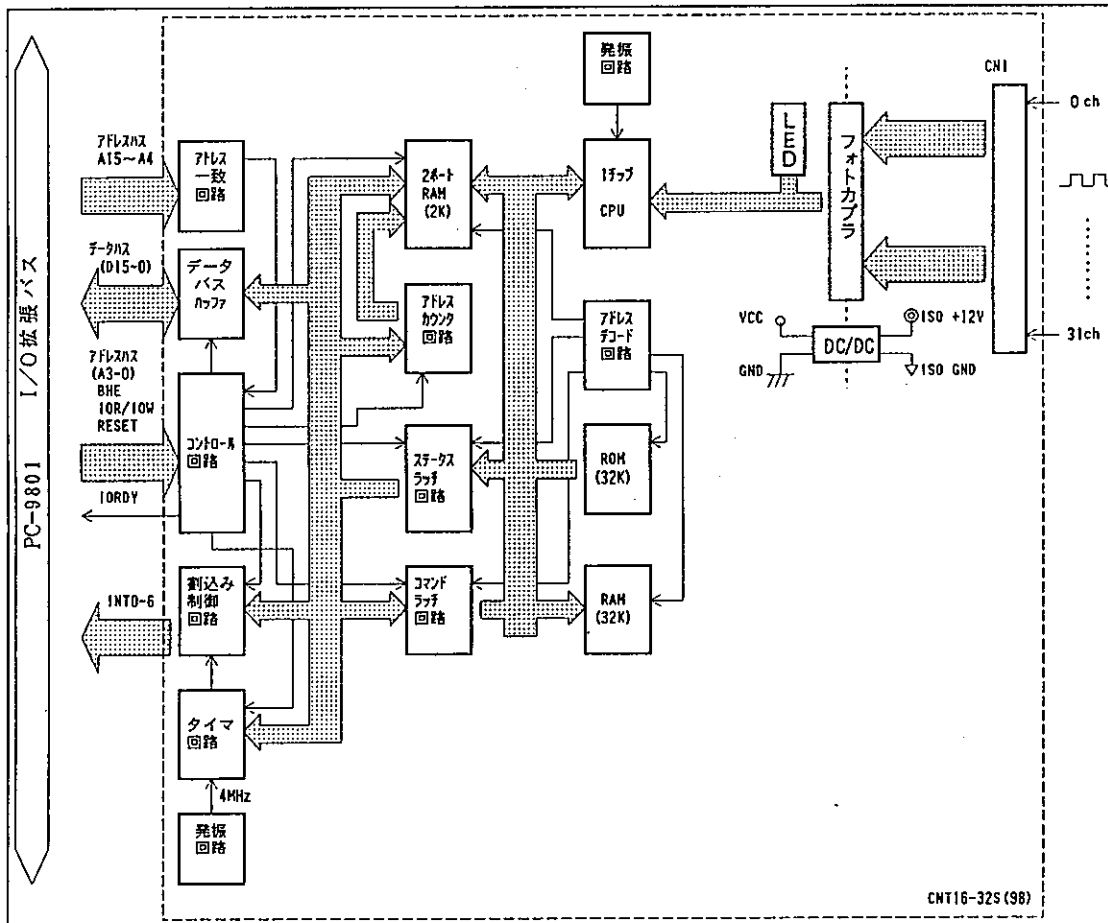 PC-9801 I/O拡張バス
アドレスバス
A15～A4
アドレス
一致
回路
データバス
(D15~0)
データ
バス
バッファ
アドレスバス
(A3-0)
BHE
IOR/IOW
RESET
コントロール
回路
IORDY
INT0-6
割込み
制御
回路
タイマ
回路
4MHz
発振
回路
2ポート
RAM
(2K)
アドレス
カウンタ
回路
ステータス
ラッチ
回路
コマンド
ラッチ
回路
発振
回路
1チップ
CPU
アドレス
デコード
回路
ROM
(32K)
RAM
(32K)
LED
フォトカプラ
VCC
GND
DC/DC
ISO +12V
ISO GND
CN1
0ch
31ch
CNT16-32S(98)